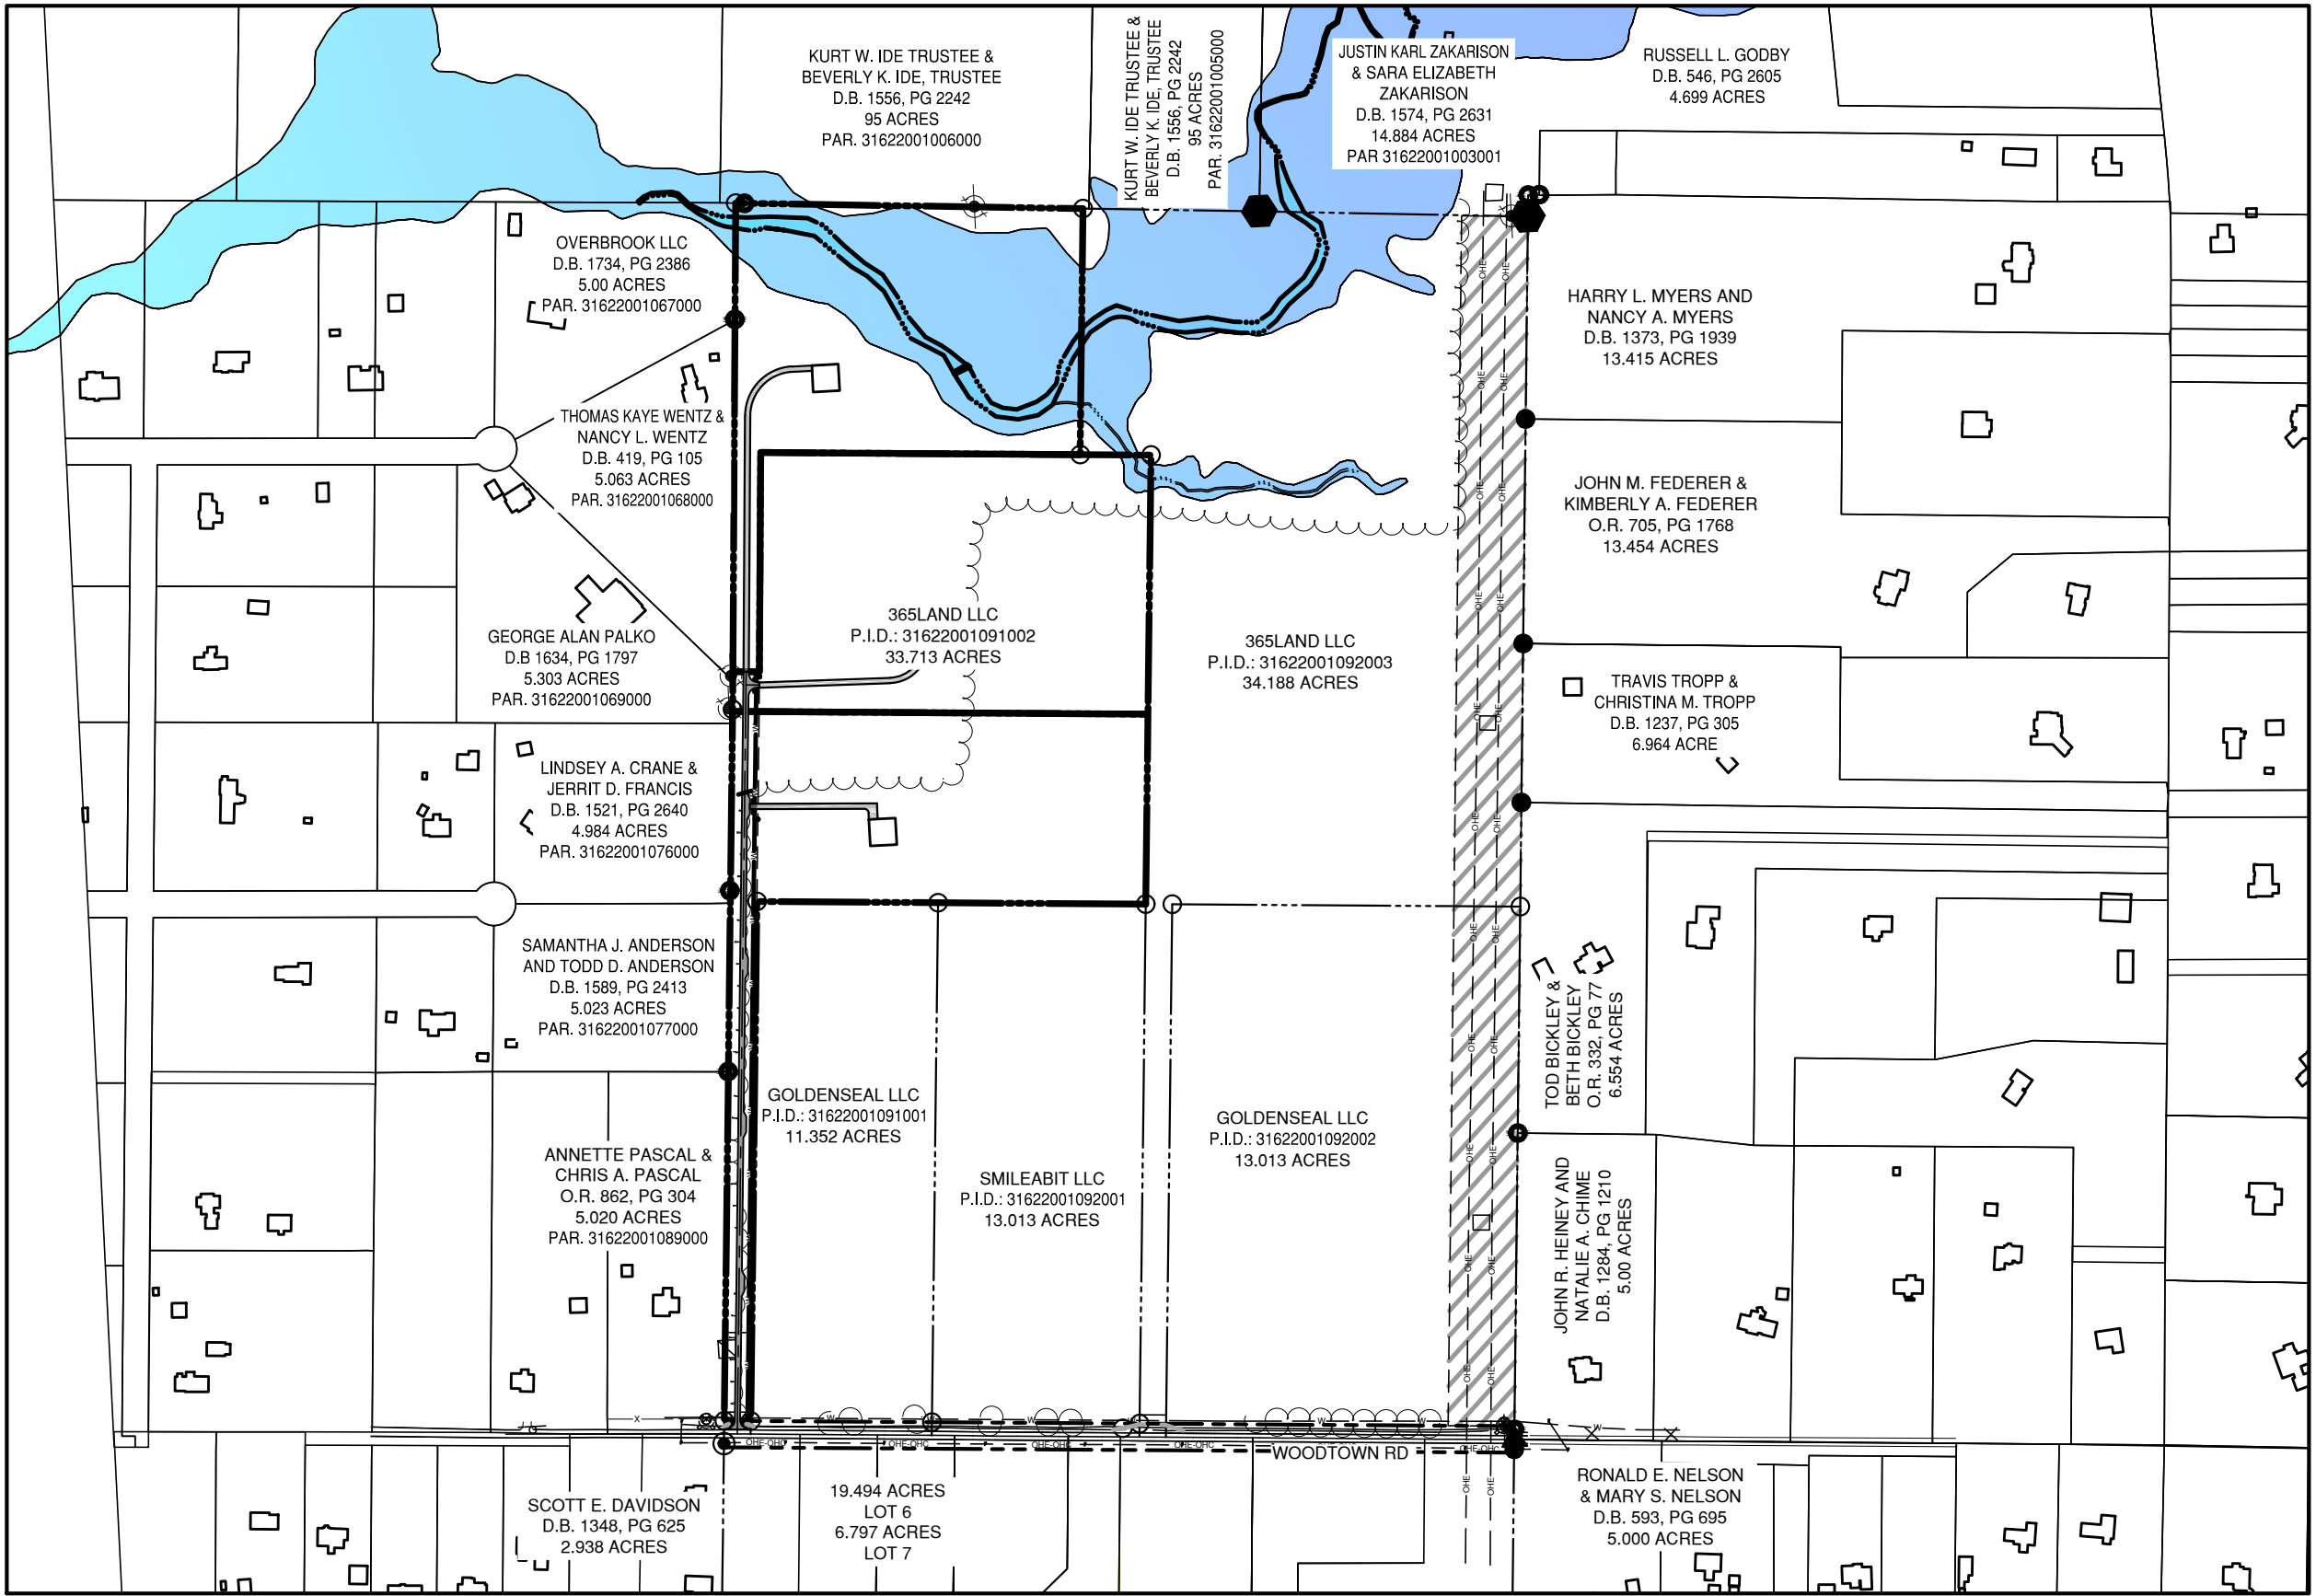 KURT W. IDE TRUSTEE &
BEVERLY K. IDE, TRUSTEE
D.B. 1556, PG 2242
95 ACRES
PAR. 31622001006000
KURT W. IDE TRUSTEE &
BEVERLY K. IDE, TRUSTEE
D.B. 1556, PG 2242
95 ACRES
PAR. 31622001005000
JUSTIN KARL ZAKARISON
& SARA ELIZABETH
ZAKARISON
D.B. 1574, PG 2631
14.884 ACRES
PAR 31622001003001
RUSSELL L. GODBY
D.B. 546, PG 2605
4.699 ACRES
OVERBROOK LLC
D.B. 1734, PG 2386
5.00 ACRES
PAR. 31622001067000
HARRY L. MYERS AND
NANCY A. MYERS
D.B. 1373, PG 1939
13.415 ACRES
THOMAS KAYE WENTZ &
NANCY L. WENTZ
D.B. 419, PG 105
5.063 ACRES
PAR. 31622001068000
JOHN M. FEDERER &
KIMBERLY A. FEDERER
O.R. 705, PG 1768
13.454 ACRES
GEORGE ALAN PALKO
D.B 1634, PG 1797
5.303 ACRES
PAR. 31622001069000
365LAND LLC
P.I.D.: 31622001091002
33.713 ACRES
365LAND LLC
P.I.D.: 31622001092003
34.188 ACRES
TRAVIS TROPP &
CHRISTINA M. TROPP
D.B. 1237, PG 305
6.964 ACRE
LINDSEY A. CRANE &
JERRIT D. FRANCIS
D.B. 1521, PG 2640
4.984 ACRES
PAR. 31622001076000
SAMANTHA J. ANDERSON
AND TODD D. ANDERSON
D.B. 1589, PG 2413
5.023 ACRES
PAR. 31622001077000
TOD BICKLEY &
BETH BICKLEY
O.R. 332, PG 77
6.554 ACRES
GOLDENSEAL LLC
P.I.D.: 31622001091001
11.352 ACRES
GOLDENSEAL LLC
P.I.D.: 31622001092002
13.013 ACRES
ANNETTE PASCAL &
CHRIS A. PASCAL
O.R. 862, PG 304
5.020 ACRES
PAR. 31622001089000
SMILEABIT LLC
P.I.D.: 31622001092001
13.013 ACRES
JOHN R. HEINEY AND
NATALIE A. CHIME
D.B. 1284, PG 1210
5.00 ACRES
OHE-OHC
OHE-OHC
OHE-OHC
OHE-OHC
OHE-OHC
WOODTOWN RD
SCOTT E. DAVIDSON
D.B. 1348, PG 625
2.938 ACRES
19.494 ACRES
LOT 6
6.797 ACRES
LOT 7
RONALD E. NELSON
& MARY S. NELSON
D.B. 593, PG 695
5.000 ACRES